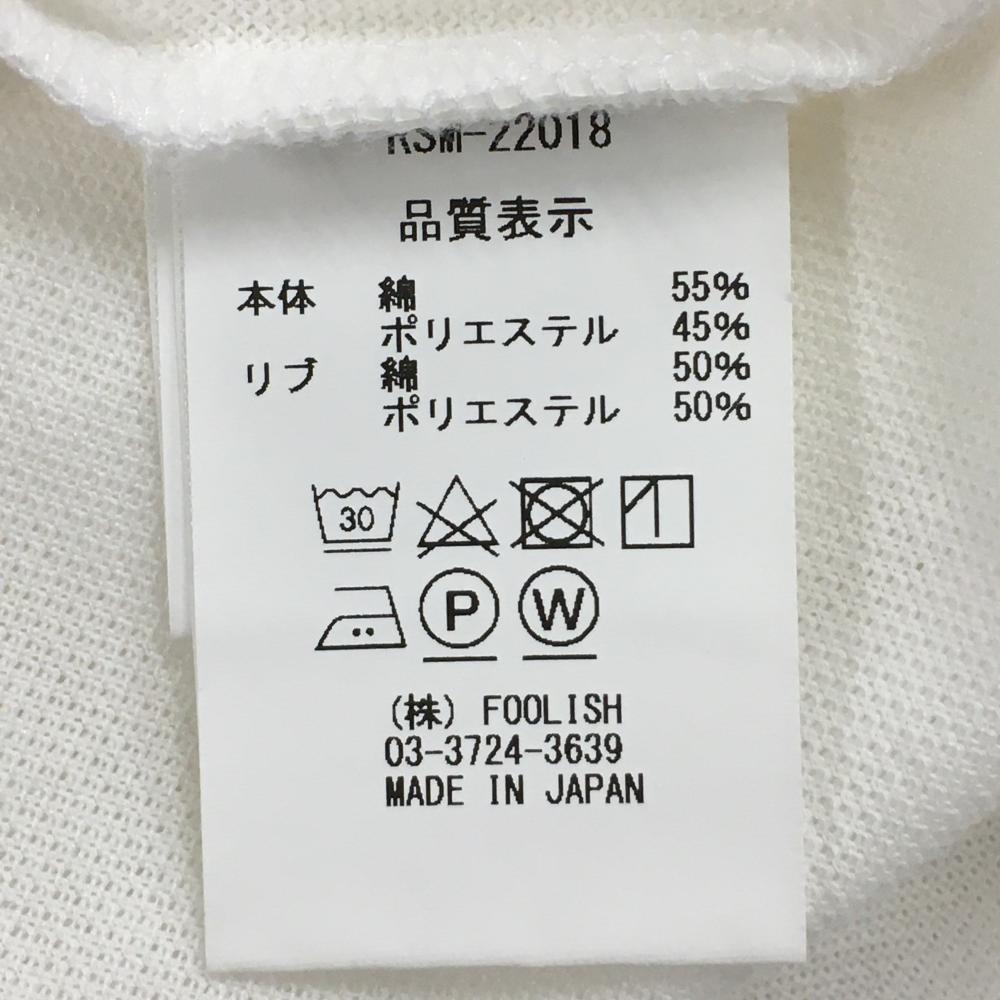 RSM-22018
品質表示
本体 綿 55%
ポリエステル 45%
リブ 綿 50%
ポリエステル 50%
30
P W
(株) FOOLISH
03-3724-3639
MADE IN JAPAN